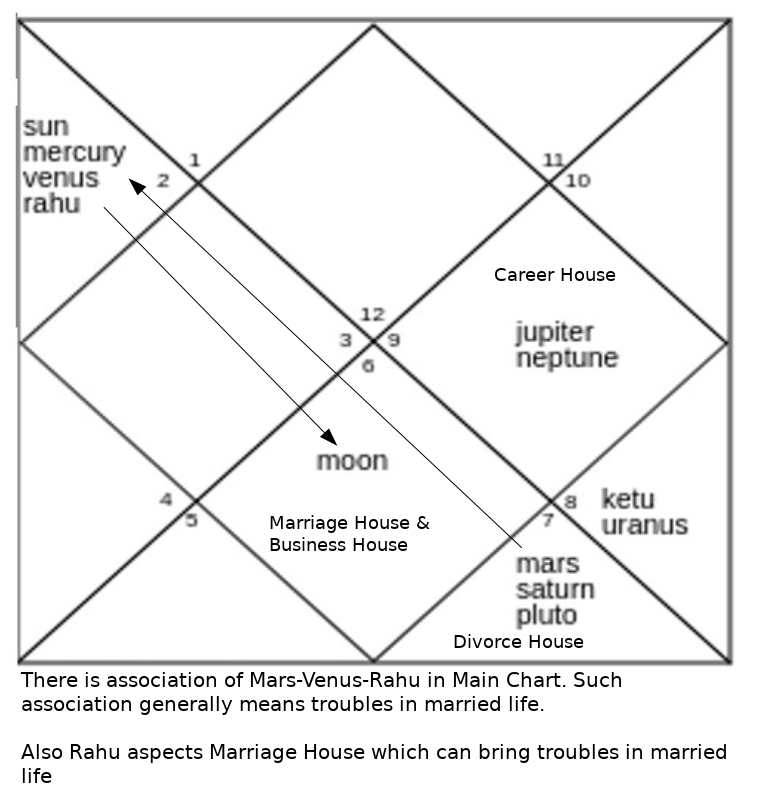 sun
mercury
venus
rahu
1
2
11
10
Career House
12
3
9
6
jupiter
neptune
moon
4
5
Marriage House &
Business House
8
7
ketu
uranus
mars
saturn
pluto
Divorce House
There is association of Mars-Venus-Rahu in Main Chart. Such
association generally means troubles in married life.
Also Rahu aspects Marriage House which can bring troubles in married
life